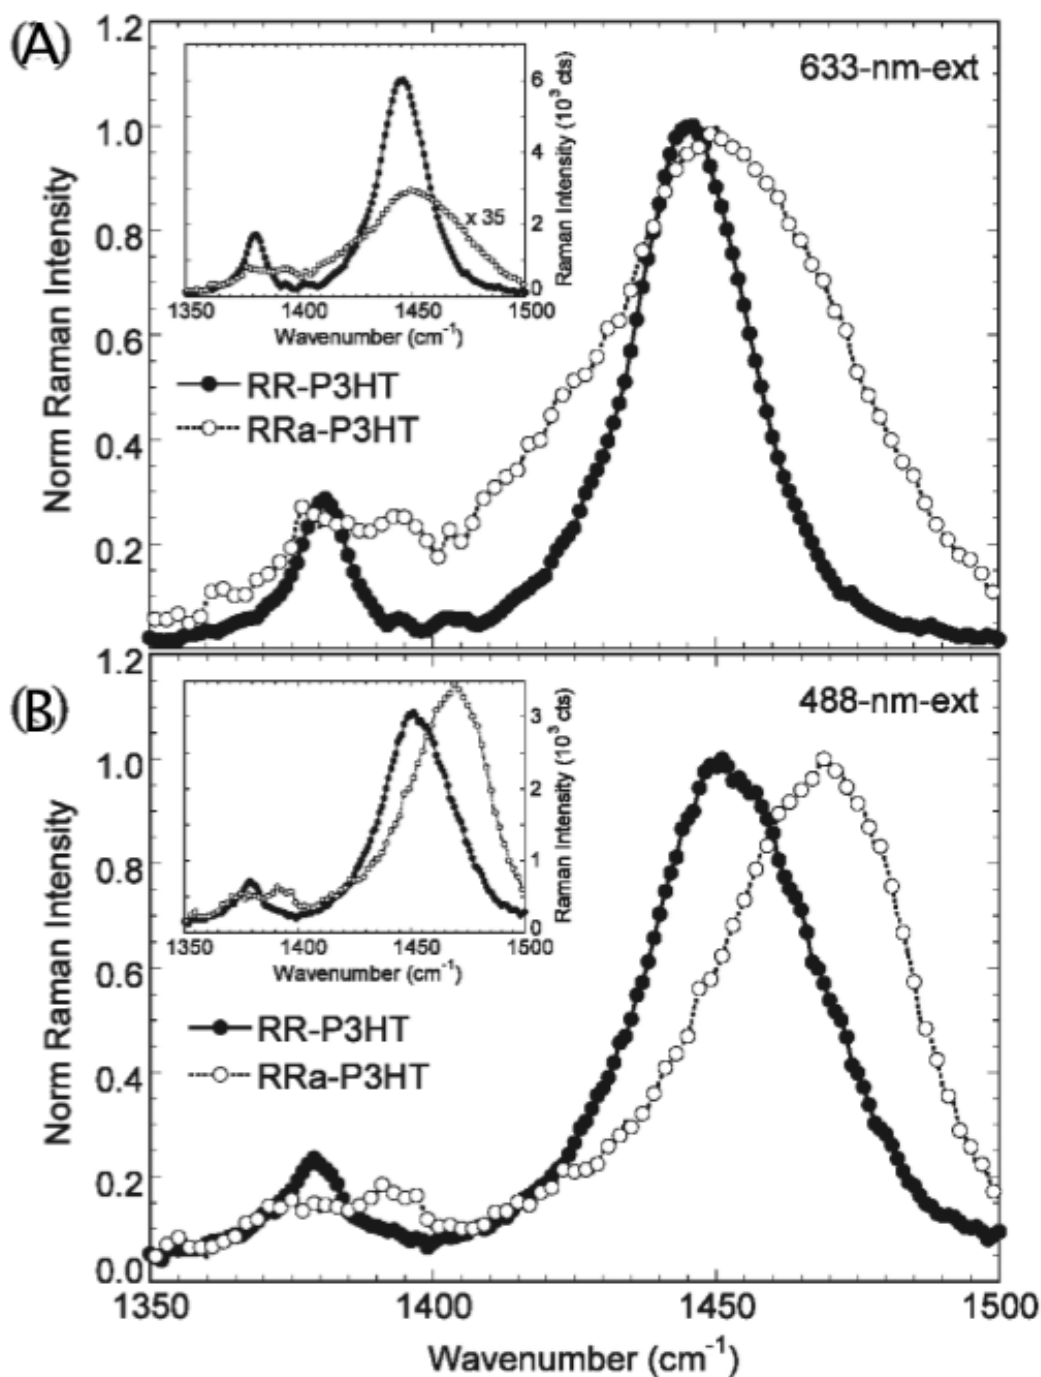 (A)
633-nm-ext
Norm Raman Intensity
1.2
1.0
0.8
0.6
0.4
0.2
Raman Intensity (10³ cts)
6
4
2
0
x 35
1350 1400 1450 1500
Wavenumber (cm⁻¹)
RR-P3HT
RRa-P3HT
(B)
488-nm-ext
Norm Raman Intensity
1.2
1.0
0.8
0.6
0.4
0.2
0.0
Raman Intensity (10³ cts)
3
2
1
0
1350 1400 1450 1500
Wavenumber (cm⁻¹)
RR-P3HT
RRa-P3HT
1350 1400 1450 1500
Wavenumber (cm⁻¹)